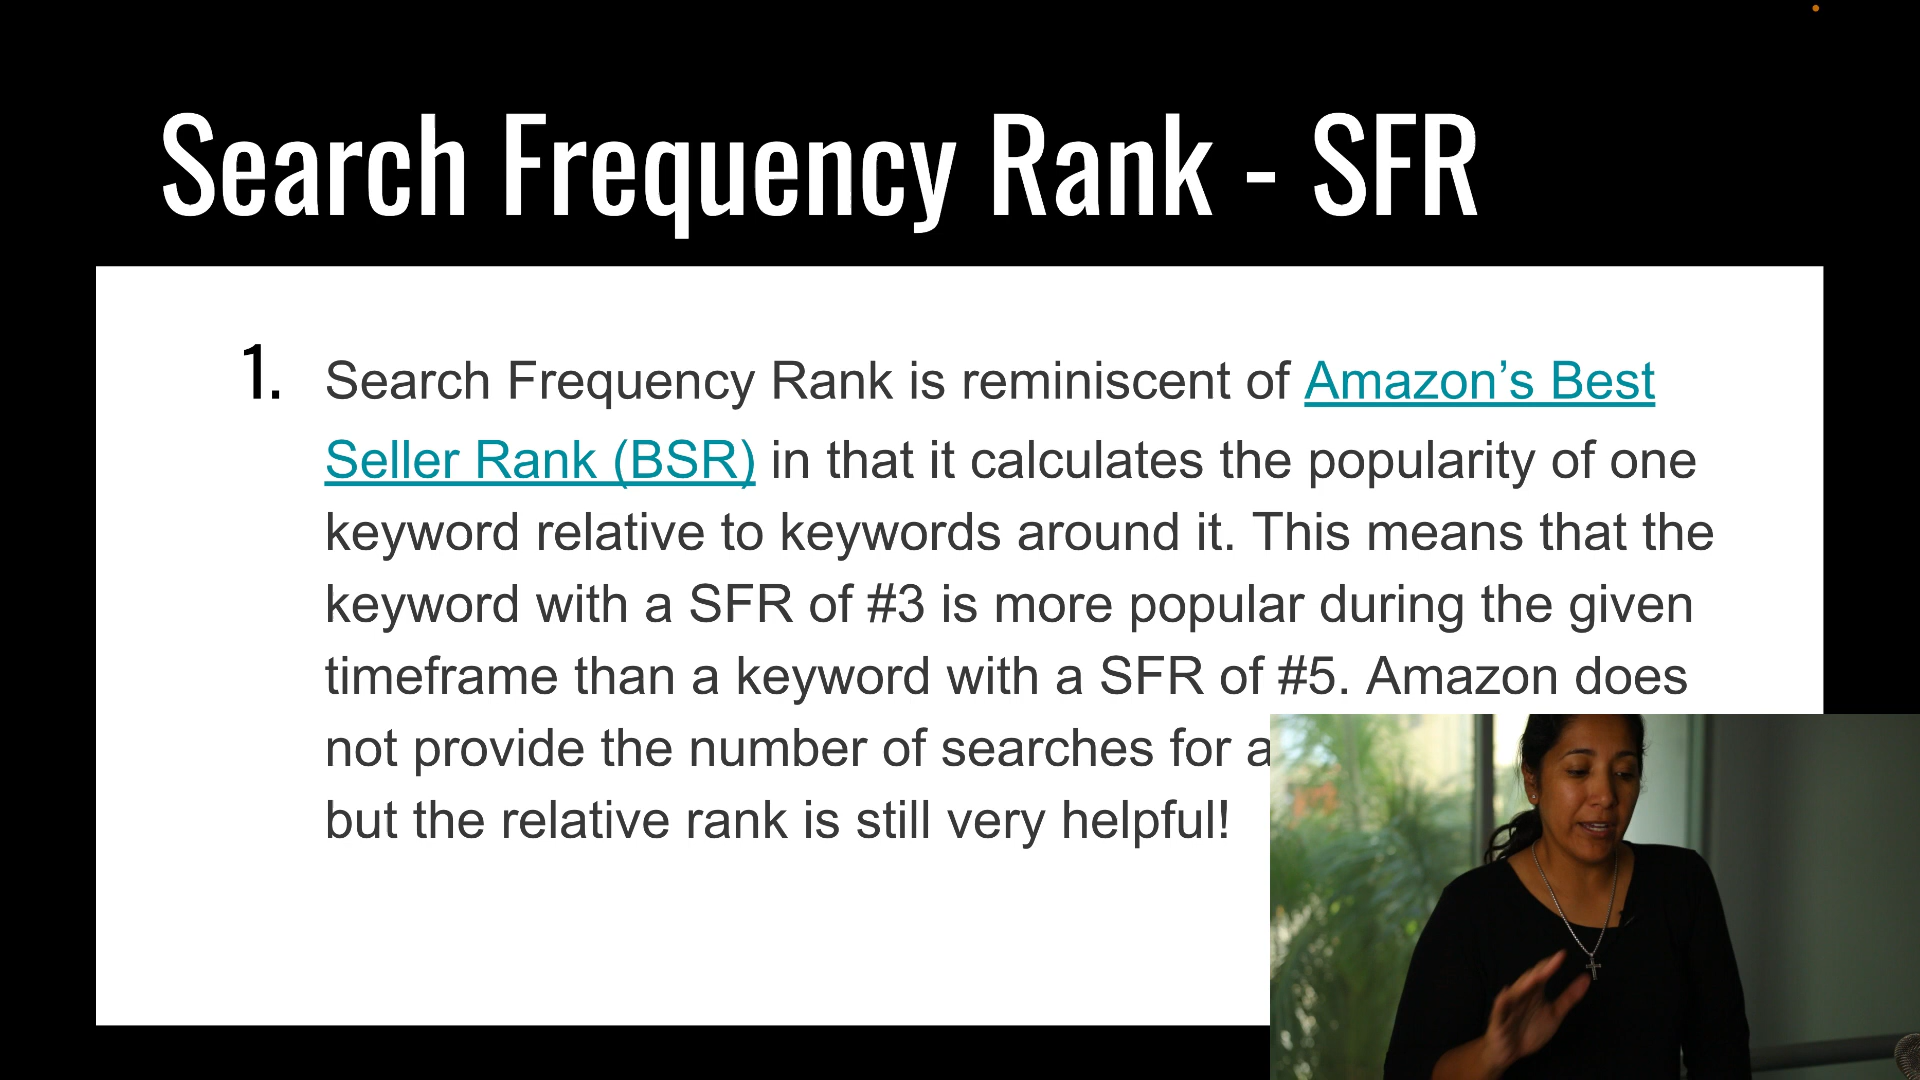 Search Frequency Rank - SFR
1. Search Frequency Rank is reminiscent of Amazon’s Best
Seller Rank (BSR) in that it calculates the popularity of one
keyword relative to keywords around it. This means that the
keyword with a SFR of #3 is more popular during the given
timeframe than a keyword with a SFR of #5. Amazon does
not provide the number of searches for a
but the relative rank is still very helpful!